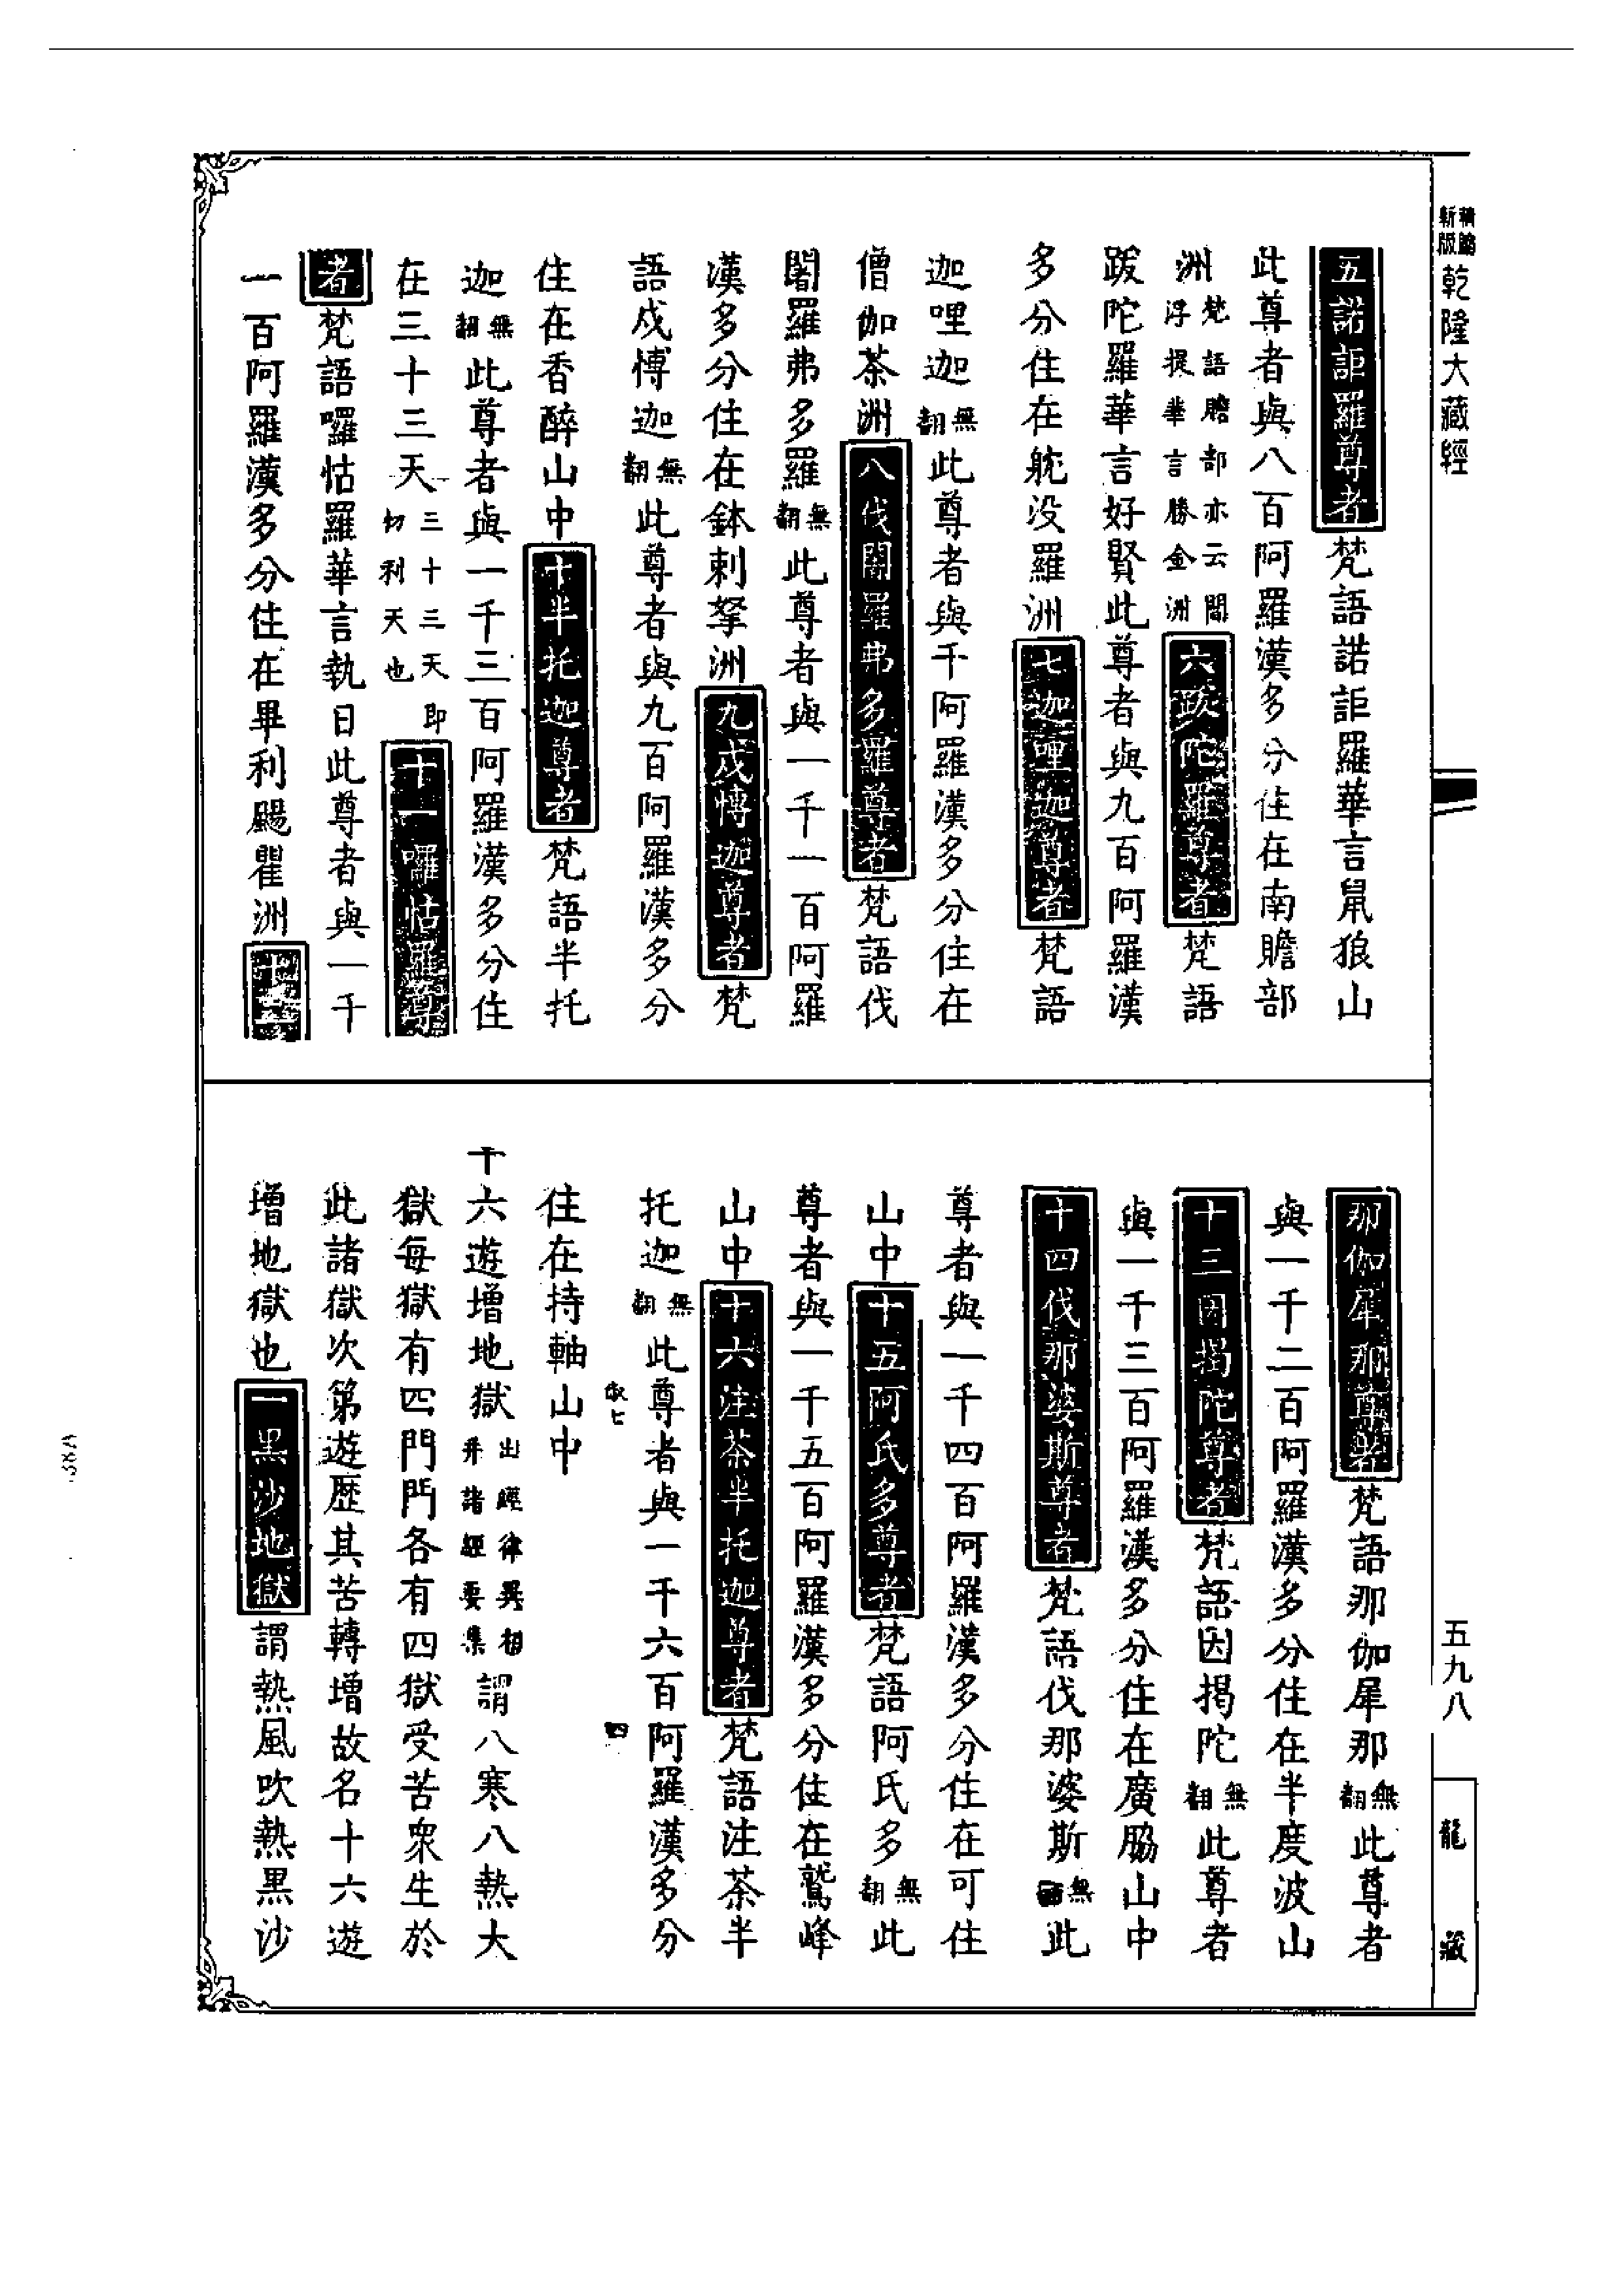 乾隆大藏經
五諾詎羅尊者梵語諾詎羅華言鼠狼山
此尊者與八百阿羅漢多分住在南贍部
洲梵語贍部亦云閻浮提華言勝金洲六跋陀羅尊者梵語
跋陀羅華言好賢此尊者與九百阿羅漢
多分住在躭没羅洲七迦哩迦尊者梵語
迦哩迦無翻此尊者與千阿羅漢多分住在
僧伽茶洲八伐闍羅弗多羅尊者梵語伐
闍羅弗多羅無翻此尊者與一千一百阿羅
漢多分住在鉢剌拏洲九戍愽迦尊者梵
語戍愽迦無翻此尊者與九百阿羅漢多分
住在香醉山中十半托迦尊者梵語半托
迦無翻此尊者與一千三百阿羅漢多分住
在三十三天三十三天即忉利天也十一囉怙羅尊
者梵語囉怙羅華言執日此尊者與一千
一百阿羅漢多分住在畢利颺瞿洲十二
那伽犀那尊者梵語那伽犀那無翻此尊者
與一千二百阿羅漢多分住在半度波山
十三因揭陀尊者梵語因揭陀無翻此尊者
與一千三百阿羅漢多分住在廣脇山中
十四伐那婆斯尊者梵語伐那婆斯無翻此
尊者與一千四百阿羅漢多分住在可住
山中十五阿氏多尊者梵語阿氏多無翻此
尊者與一千五百阿羅漢多分住在鷲峰
山中十六注茶半托迦尊者梵語注茶半
托迦無翻此尊者與一千六百阿羅漢多分
四
住在持軸山中
十六遊增地獄出經律異相并諸經要集謂八寒八熱大
獄每獄有四門門各有四獄受苦眾生於
此諸獄次第遊歷其苦轉增故名十六遊
增地獄也一黑沙地獄謂熱風吹熱黑沙
五九八
龍藏